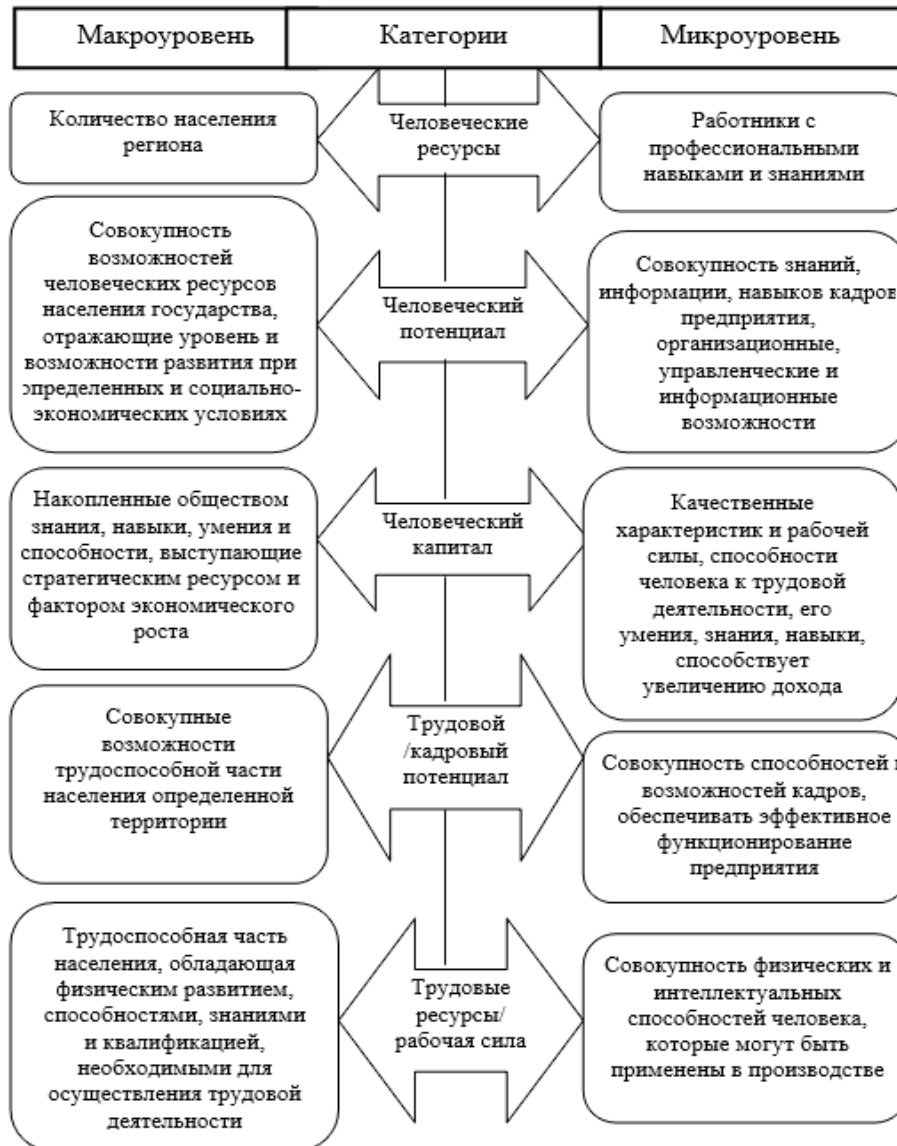 Макроуровень
Категории
Микроуровень
Количество населения
региона
Человеческие
ресурсы
Работники с
профессиональными
навыками и знаниями
Совокупность
возможностей
человеческих ресурсов
населения государства,
отражающие уровень и
возможности развития при
определенных и социально-
экономических условиях
Человеческий
потенциал
Совокупность знаний,
информации, навыков кадров
предприятия,
организационные,
управленческие и
информационные
возможности
Накопленные обществом
знания, навыки, умения и
способности, выступающие
стратегическим ресурсом и
фактором экономического
роста
Человеческий
капитал
Качественные
характеристик и рабочей
силы, способности
человека к трудовой
деятельности, его
умения, знания, навыки,
способствует
увеличению дохода
Совокупные
возможности
трудоспособной части
населения определенной
территории
Трудовой
/кадровый
потенциал
Совокупность способностей
возможностей кадров,
обеспечивать эффективное
функционирование
предприятия
Трудоспособная часть
населения, обладающая
физическим развитием,
способностями, знаниями
и квалификацией,
необходимыми для
осуществления трудовой
деятельности
Трудовые
ресурсы/
рабочая сила
Совокупность физических и
интеллектуальных
способностей человека,
которые могут быть
применены в производстве